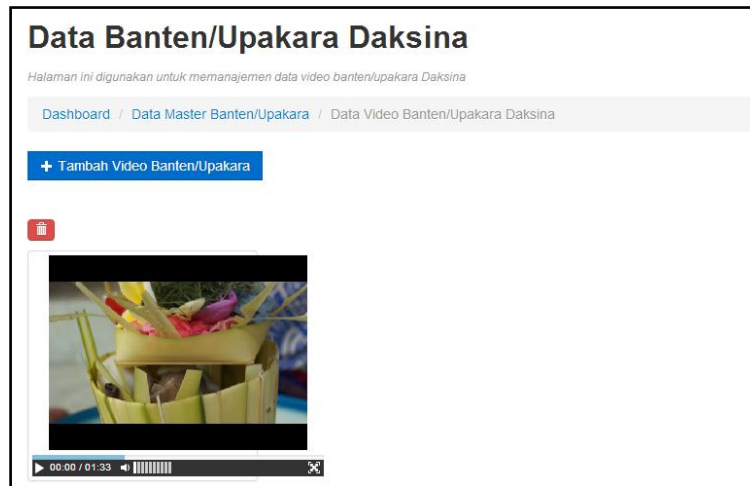 Data Banten/Upakara Daksina
Halaman ini digunakan untuk memanajemen data video banten/upakara Daksina
Dashboard / Data Master Banten/Upakara / Data Video Banten/Upakara Daksina
+ Tambah Video Banten/Upakara
00:00 / 01:33